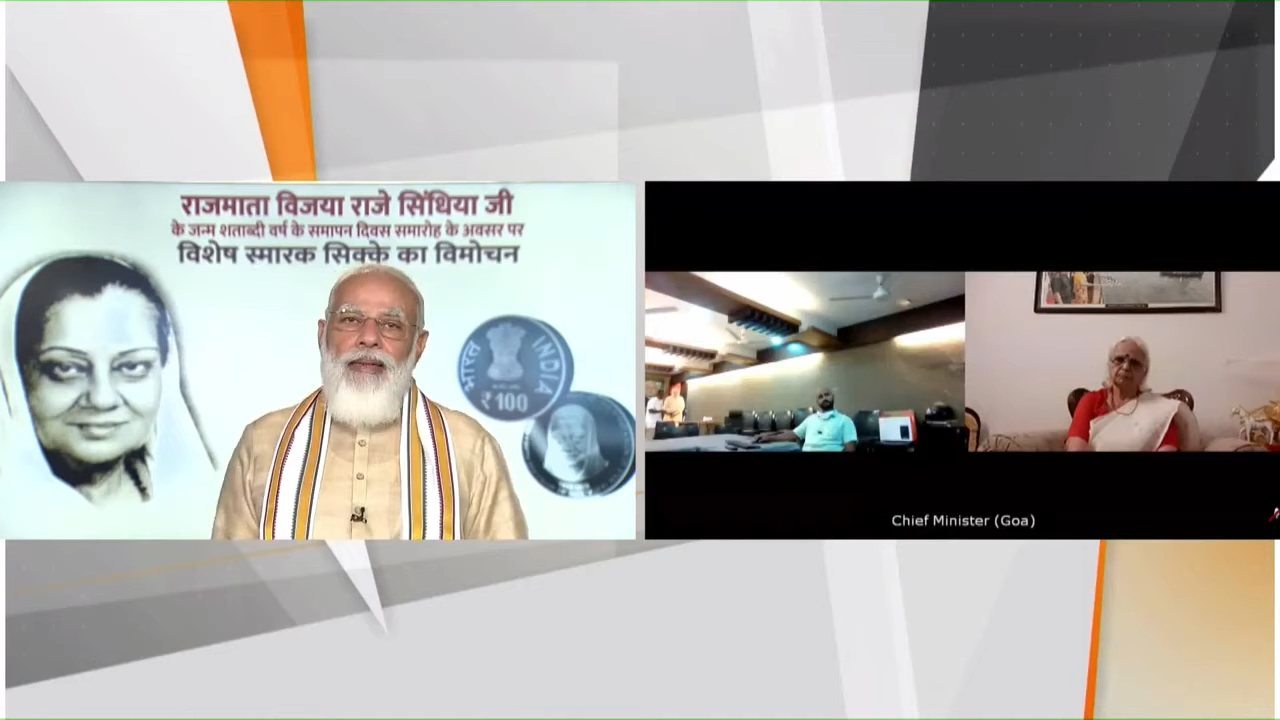 राजमाता विजया राजे सिंधिया जी
के जन्म शताब्दी वर्ष के समापन दिवस समारोह के अवसर पर
विशेष स्मारक सिक्के का विमोचन
भारत INDIA
₹ 100
Chief Minister (Goa)